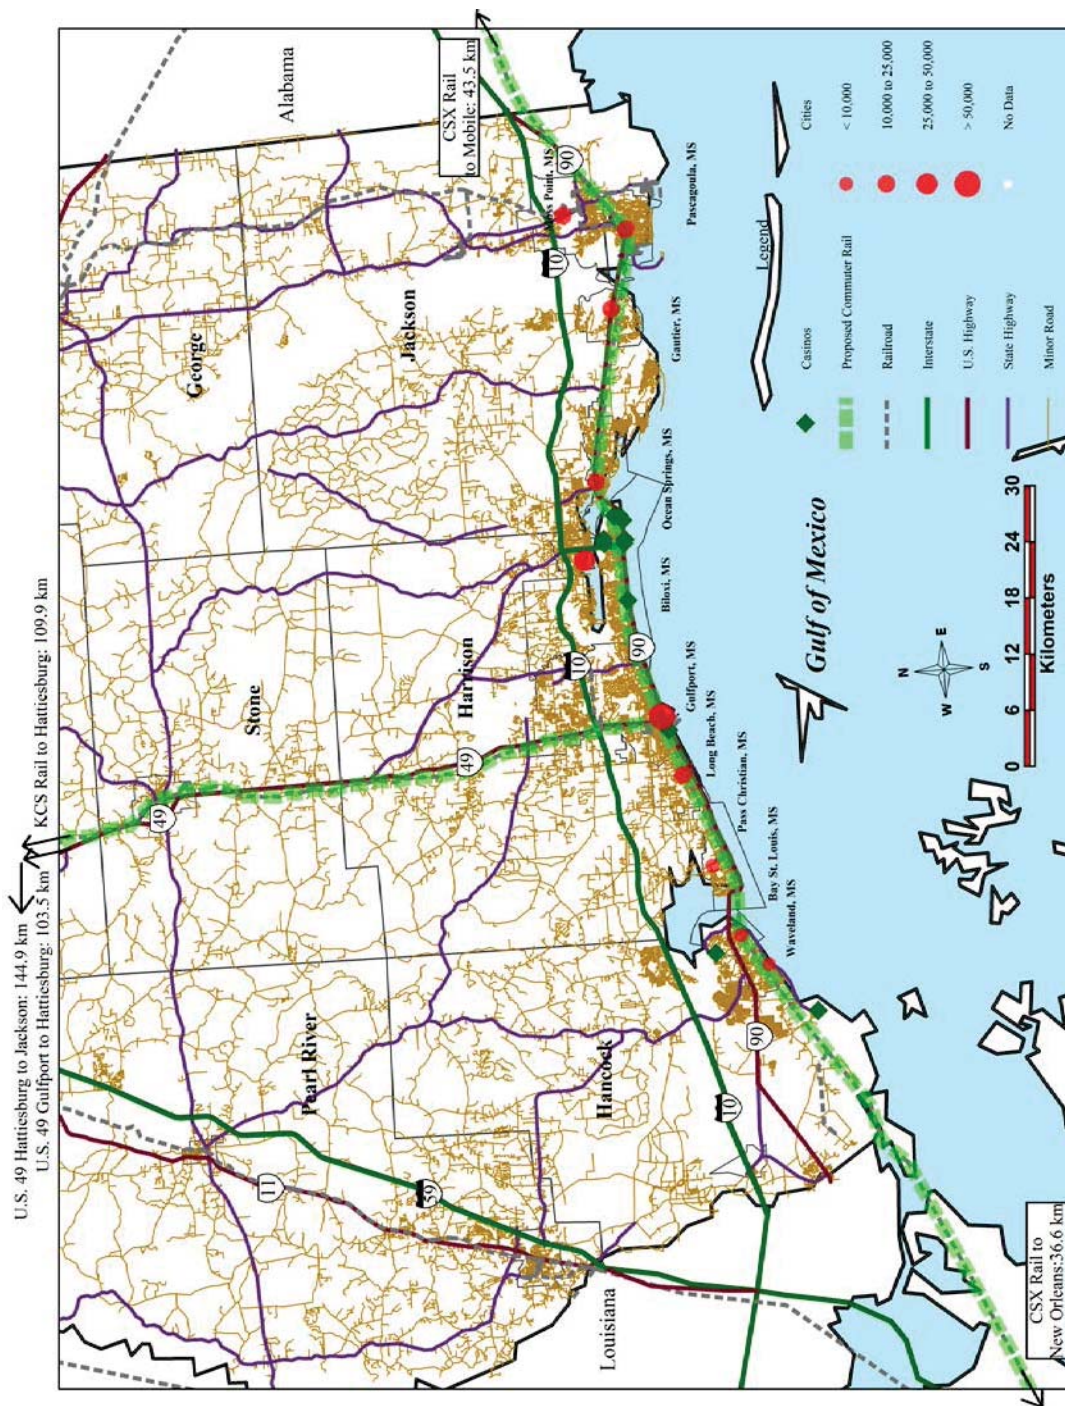 U.S. 49 Hattiesburg to Jackson: 144.9 km
KCS Rail to Hattiesburg: 109.9 km
U.S. 49 Gulfport to Hattiesburg: 103.5 km
Alabama
CSX Rail
to Mobile: 43.5 km
George
Jackson
Stone
Harrison
Pearl River
Hancock
Louisiana
49
49
11
59
10
10
10
90
90
90
Moss Point, MS
Pascagoula, MS
Gautier, MS
Ocean Springs, MS
Biloxi, MS
Gulfport, MS
Long Beach, MS
Pass Christian, MS
Bay St. Louis, MS
Waveland, MS
CSX Rail to
New Orleans:36.6 km
Gulf of Mexico
N
W E
S
0 6 12 18 24 30
Kilometers
Legend
Casinos
Proposed Commuter Rail
Railroad
Interstate
U.S. Highway
State Highway
Minor Road
Cities
< 10,000
10,000 to 25,000
25,000 to 50,000
> 50,000
No Data